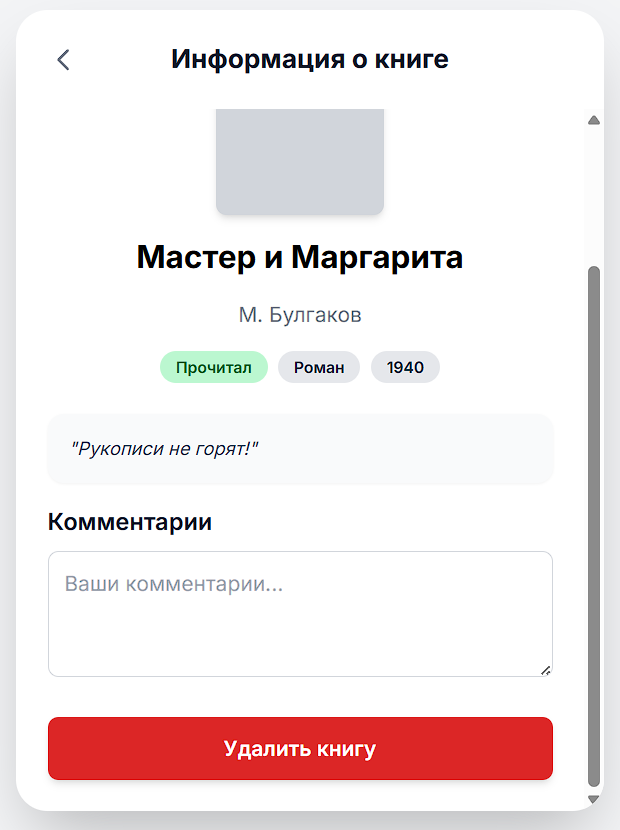 Информация о книге
Мастер и Маргарита
М. Булгаков
Прочитал Роман 1940
"Рукописи не горят!"
Комментарии
Ваши комментарии...
Удалить книгу